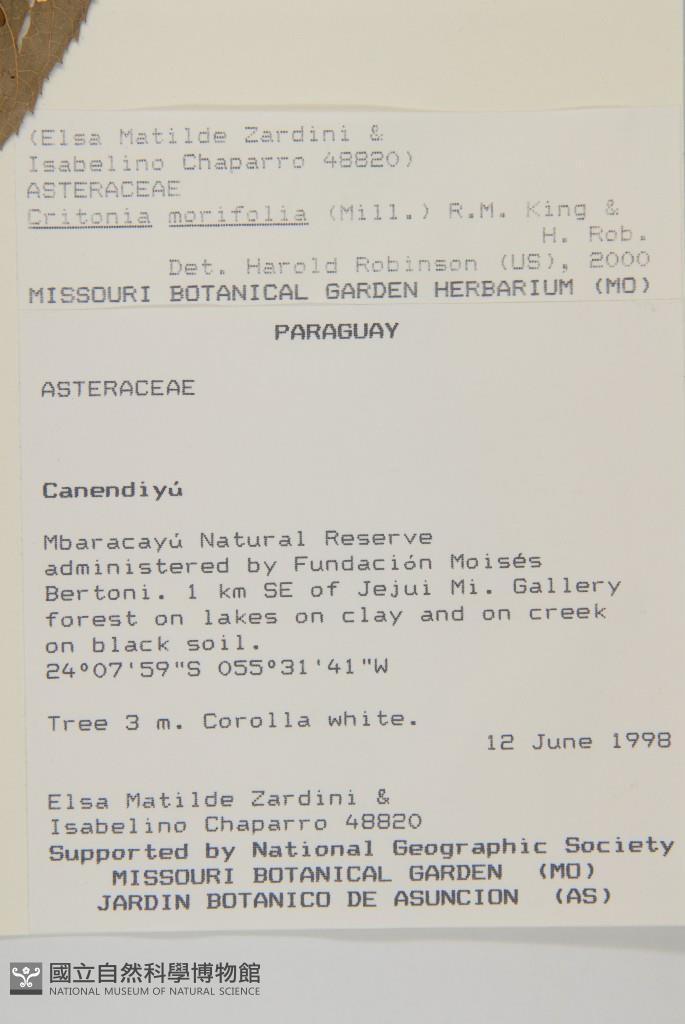 (Elsa Matilde Zardini &
Isabelino Chaparro 48820)
ASTERACEAE
Critonia morifolia (Mill.) R.M. King &
H. Rob.
Det. Harold Robinson (US), 2000
MISSOURI BOTANICAL GARDEN HERBARIUM (MO)
PARAGUAY
ASTERACEAE
Canendiyú
Mbaracayú Natural Reserve
administered by Fundación Moisés
Bertoni. 1 km SE of Jejui Mi. Gallery
forest on lakes on clay and on creek
on black soil.
24°07'59"S 055°31'41"W
Tree 3 m. Corolla white.
12 June 1998
Elsa Matilde Zardini &
Isabelino Chaparro 48820
Supported by National Geographic Society
MISSOURI BOTANICAL GARDEN (MO)
JARDIN BOTANICO DE ASUNCION (AS)
國立自然科學博物館
NATIONAL MUSEUM OF NATURAL SCIENCE